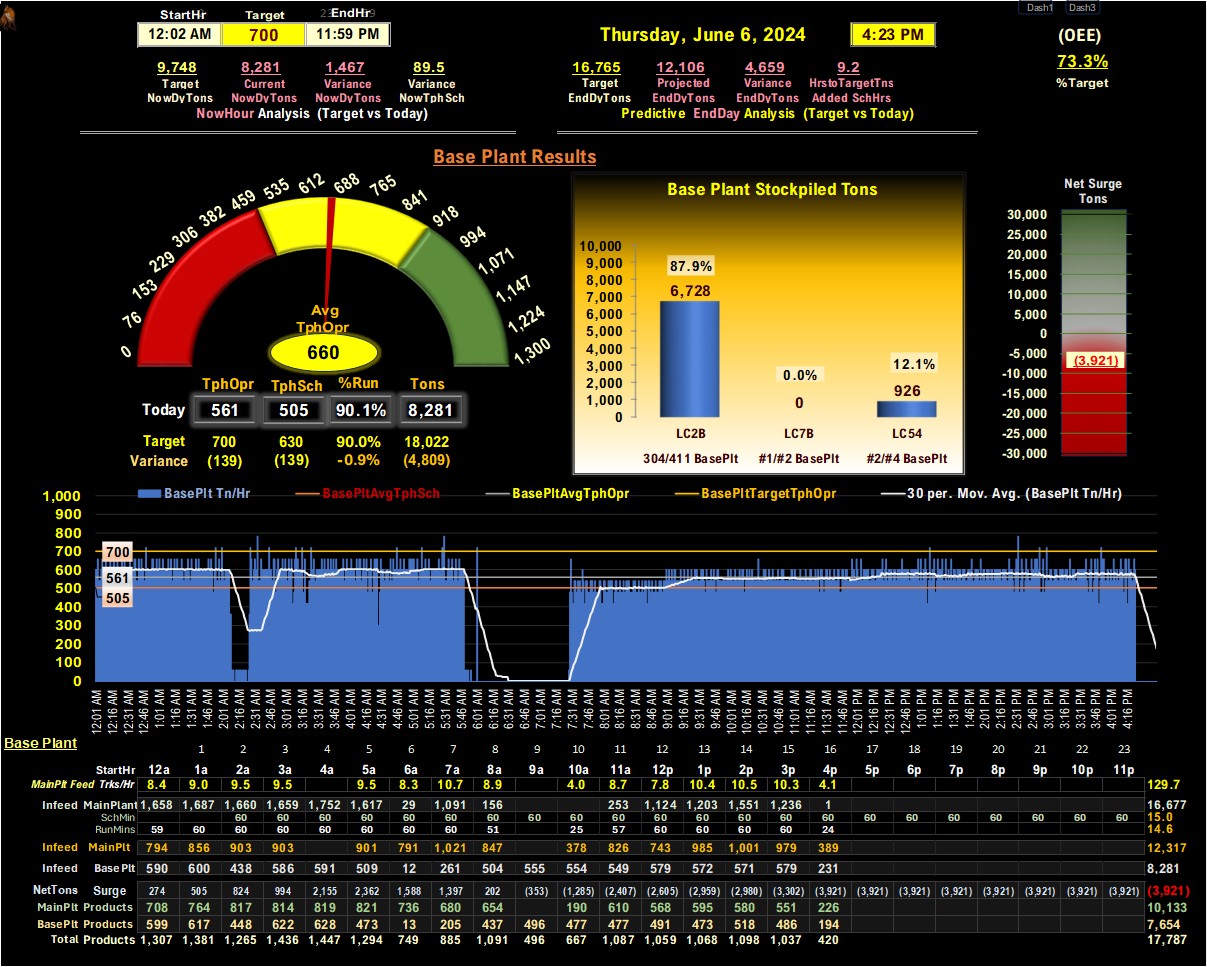 Dash1 Dash3
StartHr Target EndHr
12:02 AM 700 11:59 PM
Thursday, June 6, 2024 4:23 PM
(OEE)
73.3%
%Target
9,748 8,281 1,467 89.5
Target Current Variance Variance
NowDyTons NowDyTons NowDyTons NowTphSch
NowHour Analysis (Target vs Today)
16,765 12,106 4,659 9.2
Target Projected Variance HrstoTargetTns
EndDyTons EndDyTons EndDyTons Added SchHrs
Predictive EndDay Analysis (Target vs Today)
Base Plant Results
0 76 153 229 306 382 459 535 612 688 765 841 918 994 1,071 1,147 1,224 1,300
Avg
TphOpr
660
TphOpr TphSch %Run Tons
Today 561 505 90.1% 8,281
Target 700 630 90.0% 18,022
Variance (139) (139) -0.9% (4,809)
Base Plant Stockpiled Tons
10,000
9,000
8,000
7,000
6,000
5,000
4,000
3,000
2,000
1,000
0
87.9% 0.0% 12.1%
6,728 0 926
LC2B LC7B LC54
304/411 BasePlt #1/#2 BasePlt #2/#4 BasePlt
Net Surge
Tons
30,000
25,000
20,000
15,000
10,000
5,000
0
-5,000
-10,000
-15,000
-20,000
-25,000
-30,000
(3,921)
BasePlt Tn/Hr BasePltAvgTphSch BasePltAvgTphOpr BasePltTargetTphOpr 30 per. Mov. Avg. (BasePlt Tn/Hr)
1,000
900
800
700
600
500
400
300
200
100
0
700
561
505
12:01 AM 12:16 AM 12:31 AM 12:46 AM 1:01 AM 1:16 AM 1:31 AM 1:46 AM 2:01 AM 2:16 AM 2:31 AM 2:46 AM 3:01 AM 3:16 AM 3:31 AM 3:46 AM 4:01 AM 4:16 AM 4:31 AM 4:46 AM 5:01 AM 5:16 AM 5:31 AM 5:46 AM 6:01 AM 6:16 AM 6:31 AM 6:46 AM 7:01 AM 7:16 AM 7:31 AM 7:46 AM 8:01 AM 8:16 AM 8:31 AM 8:46 AM 9:01 AM 9:16 AM 9:31 AM 9:46 AM 10:01 AM 10:16 AM 10:31 AM 10:46 AM 11:01 AM 11:16 AM 11:31 AM 11:46 AM 12:01 PM 12:16 PM 12:31 PM 12:46 PM 1:01 PM 1:16 PM 1:31 PM 1:46 PM 2:01 PM 2:16 PM 2:31 PM 2:46 PM 3:01 PM 3:16 PM 3:31 PM 3:46 PM 4:01 PM 4:16 PM
Base Plant 1 2 3 4 5 6 7 8 9 10 11 12 13 14 15 16 17 18 19 20 21 22 23
StartHr 12a 1a 2a 3a 4a 5a 6a 7a 8a 9a 10a 11a 12p 1p 2p 3p 4p 5p 6p 7p 8p 9p 10p 11p
MainPlt Feed Trks/Hr 8.4 9.0 9.5 9.5 9.5 8.3 10.7 8.9 4.0 8.7 7.8 10.4 10.5 10.3 4.1 129.7
Infeed MainPlant 1,658 1,687 1,660 1,659 1,752 1,617 29 1,091 156 253 1,124 1,203 1,551 1,236 1 16,677
SchMin 60 60 60 60 60 60 60 60 60 60 60 60 60 60 60 60 60 60 60 60 60 60 15.0
RunMins 59 60 60 60 60 60 60 60 51 25 57 60 60 60 60 24 14.6
Infeed MainPlt 794 856 903 903 901 791 1,021 847 378 826 743 985 1,001 979 389 12,317
Infeed BasePlt 590 600 438 586 591 509 12 261 504 555 554 549 579 572 571 579 231 8,281
NetTons Surge 274 505 824 994 2,155 2,362 1,588 1,397 202 (353) (1,285) (2,407) (2,605) (2,959) (2,980) (3,302) (3,921) (3,921) (3,921) (3,921) (3,921) (3,921) (3,921) (3,921) (3,921)
MainPlt Products 708 764 817 814 819 821 736 680 654 190 610 568 595 580 551 226 10,133
BasePlt Products 599 617 448 622 628 473 13 205 437 496 477 477 491 473 518 486 194 7,654
Total Products 1,307 1,381 1,265 1,436 1,447 1,294 749 885 1,091 496 667 1,087 1,059 1,068 1,098 1,037 420 17,787